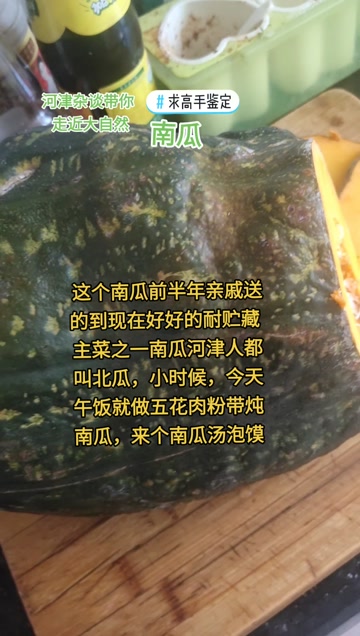 河津杂谈带你
走近大自然
#求高手鉴定
南瓜
这个南瓜前半年亲戚送
的到现在好好的耐贮藏
主菜之一南瓜河津人都
叫北瓜，小时候，今天
午饭就做五花肉粉带炖
南瓜，来个南瓜汤泡馍